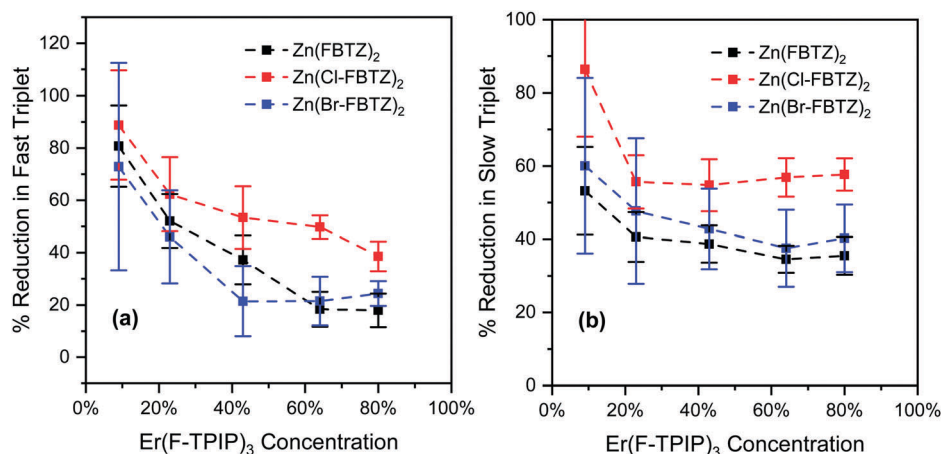 % Reduction in Fast Triplet
120
100
80
60
40
20
0
Zn(FBTZ)₂
Zn(Cl-FBTZ)₂
Zn(Br-FBTZ)₂
(a)
0% 20% 40% 60% 80% 100%
Er(F-TPIP)₃ Concentration
% Reduction in Slow Triplet
100
80
60
40
20
0
Zn(FBTZ)₂
Zn(Cl-FBTZ)₂
Zn(Br-FBTZ)₂
(b)
0% 20% 40% 60% 80% 100%
Er(F-TPIP)₃ Concentration